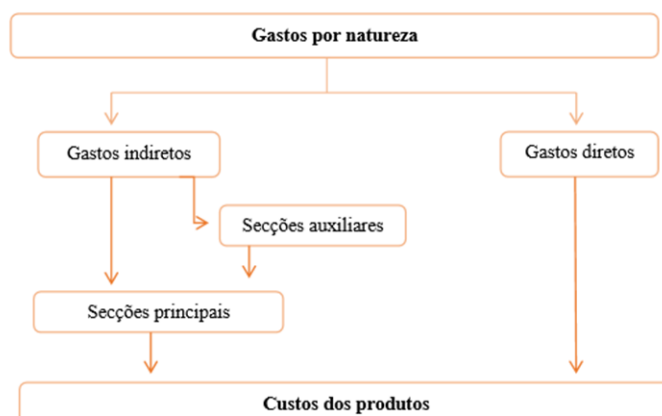 Gastos por natureza
Gastos indiretos
Gastos diretos
Secções auxiliares
Secções principais
Custos dos produtos